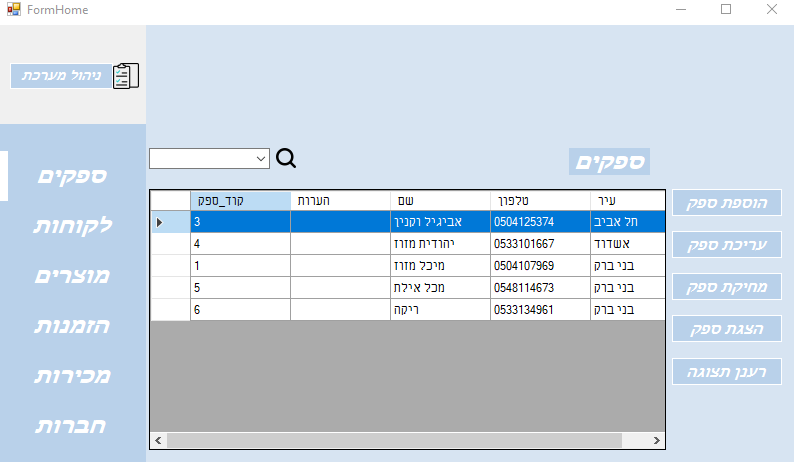 FormHome
ניהול מערכת
ספקים
לקוחות
מוצרים
הזמנות
מכירות
חברות
ספקים
קוד_ספק הערות שם טלפון עיר
3 אביגיל וקנין 0504125374 תל אביב
4 יהודית מזוז 0533101667 אשדוד
1 מיכל מזוז 0504107969 בני ברק
5 מכל אילת 0548114673 בני ברק
6 ריקה 0533134961 בני ברק
הוספת ספק
עריכת ספק
מחיקת ספק
הצגת ספק
רענן תצוגה